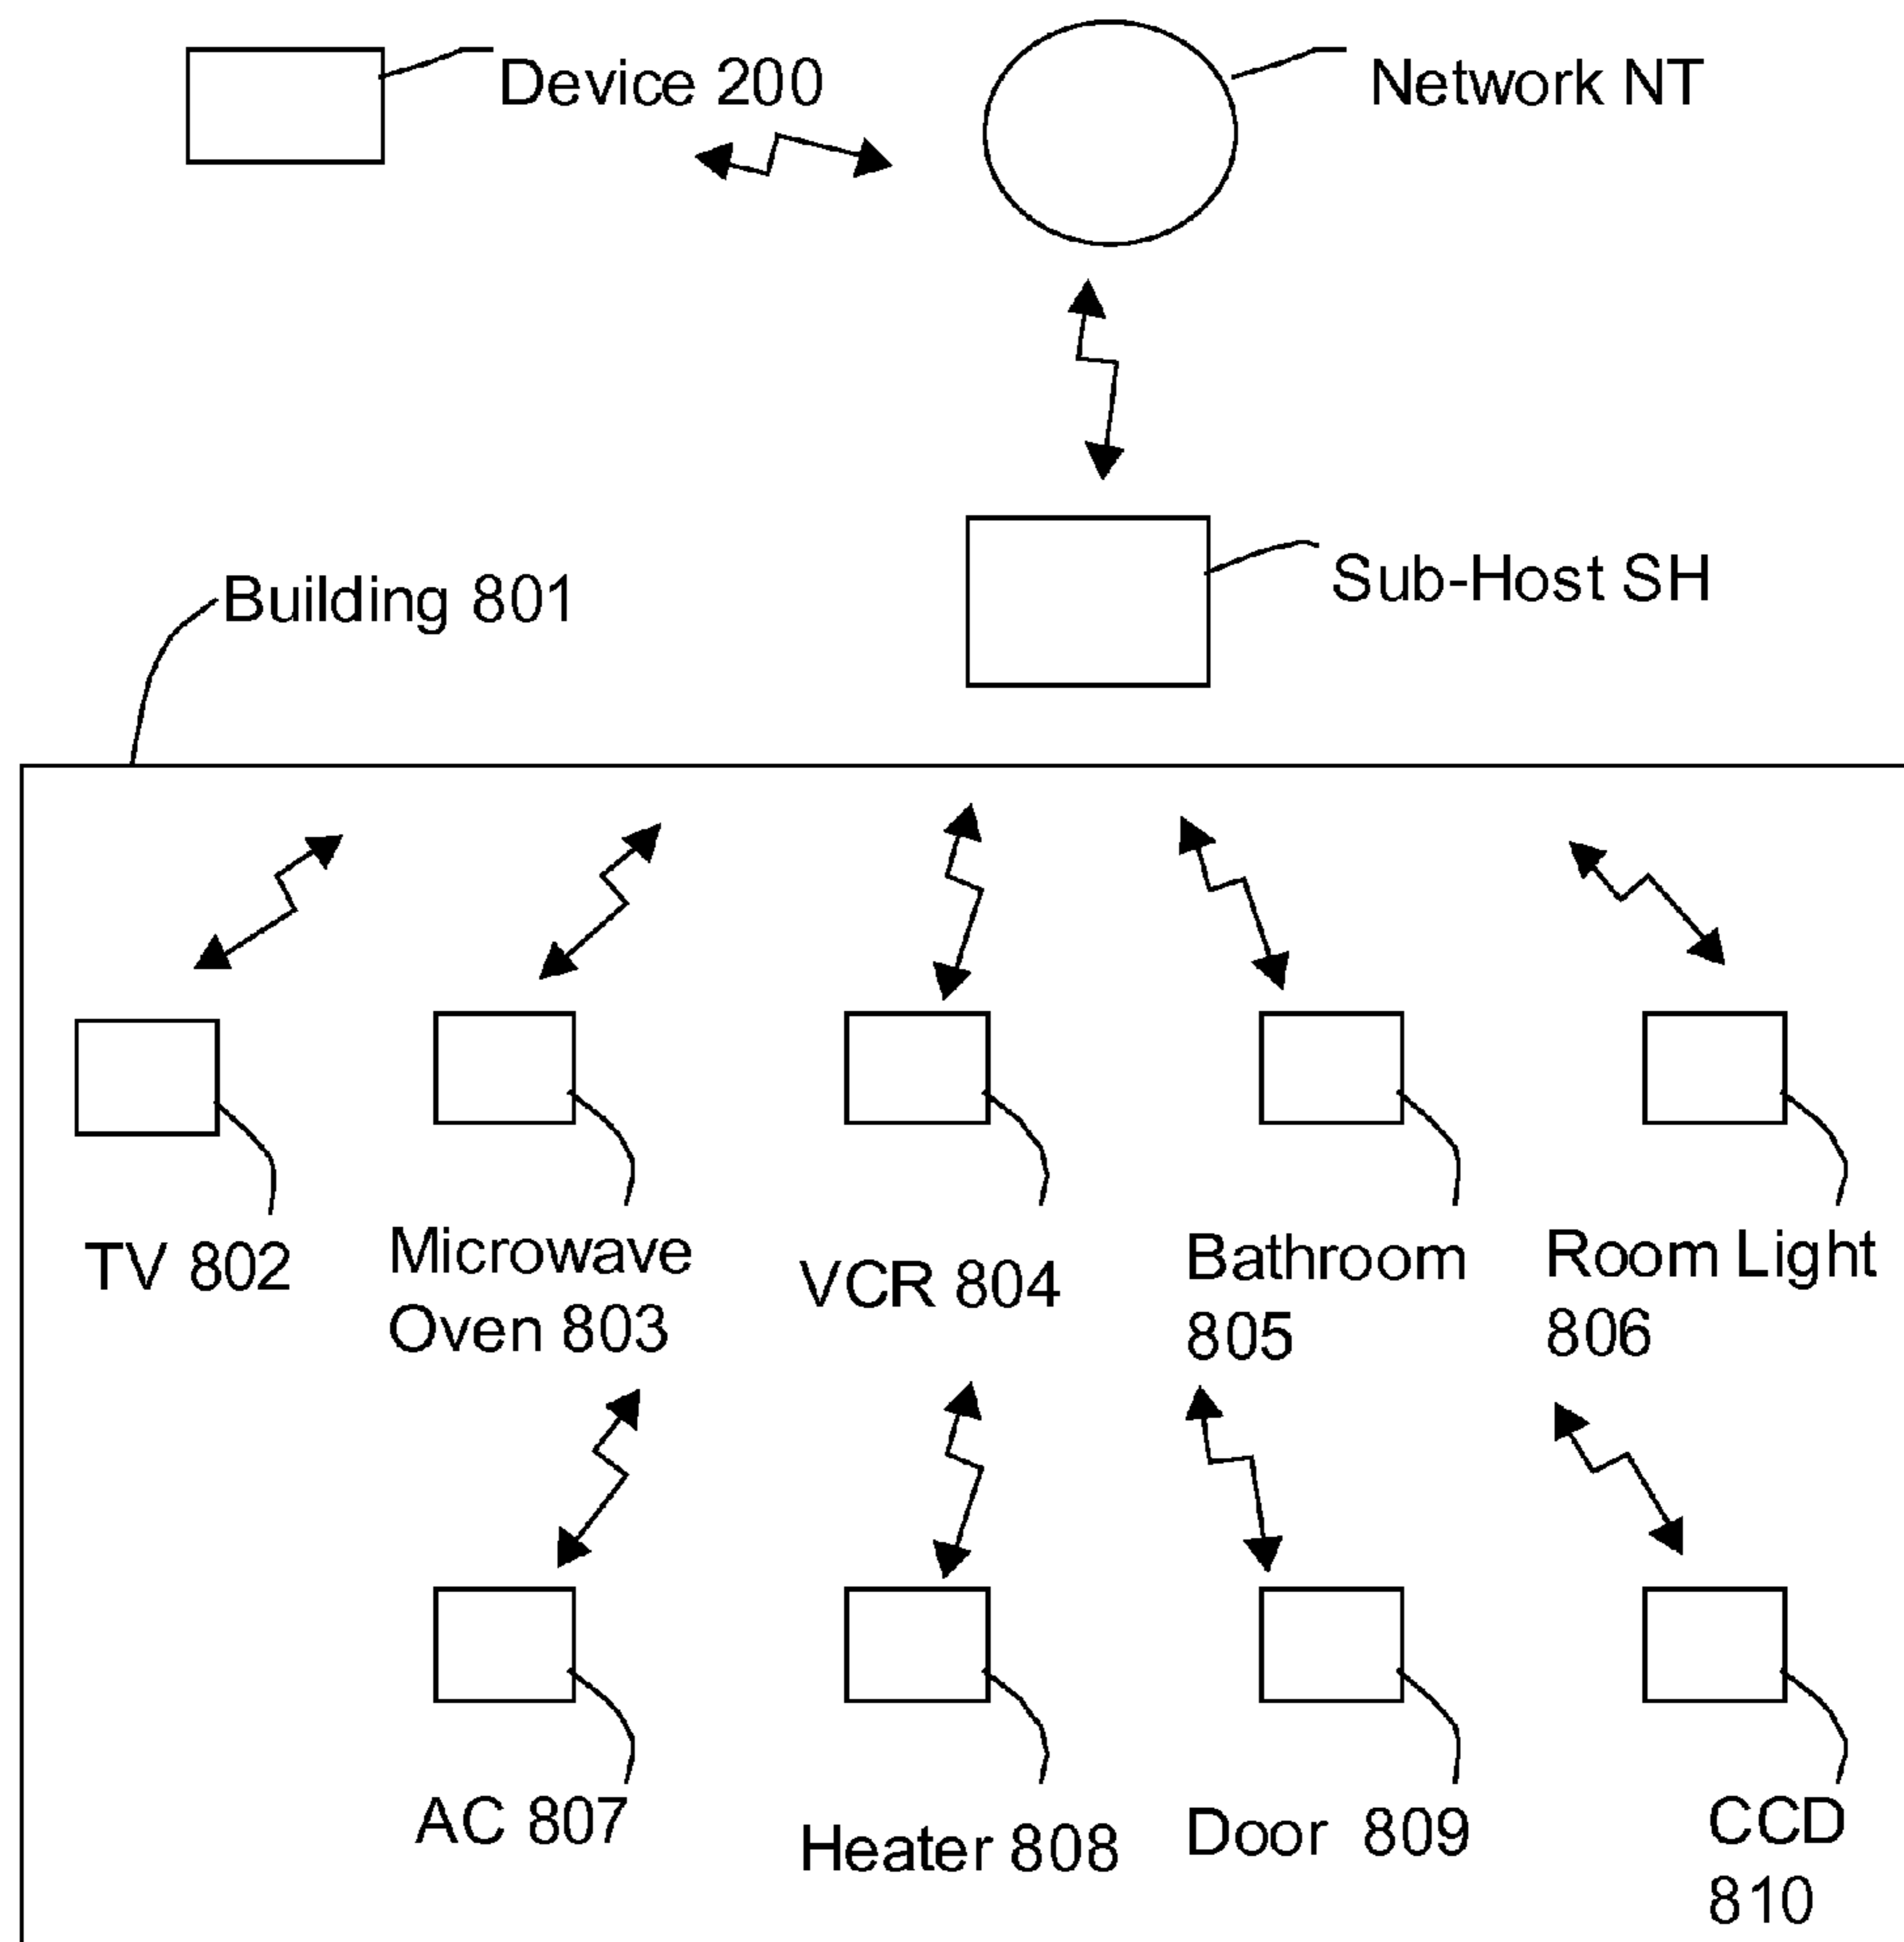 Device 200
Network NT
Sub-Host SH
Building 801
TV 802
Microwave
Oven 803
VCR 804
Bathroom
805
Room Light
806
AC 807
Heater 808
Door 809
CCD
810